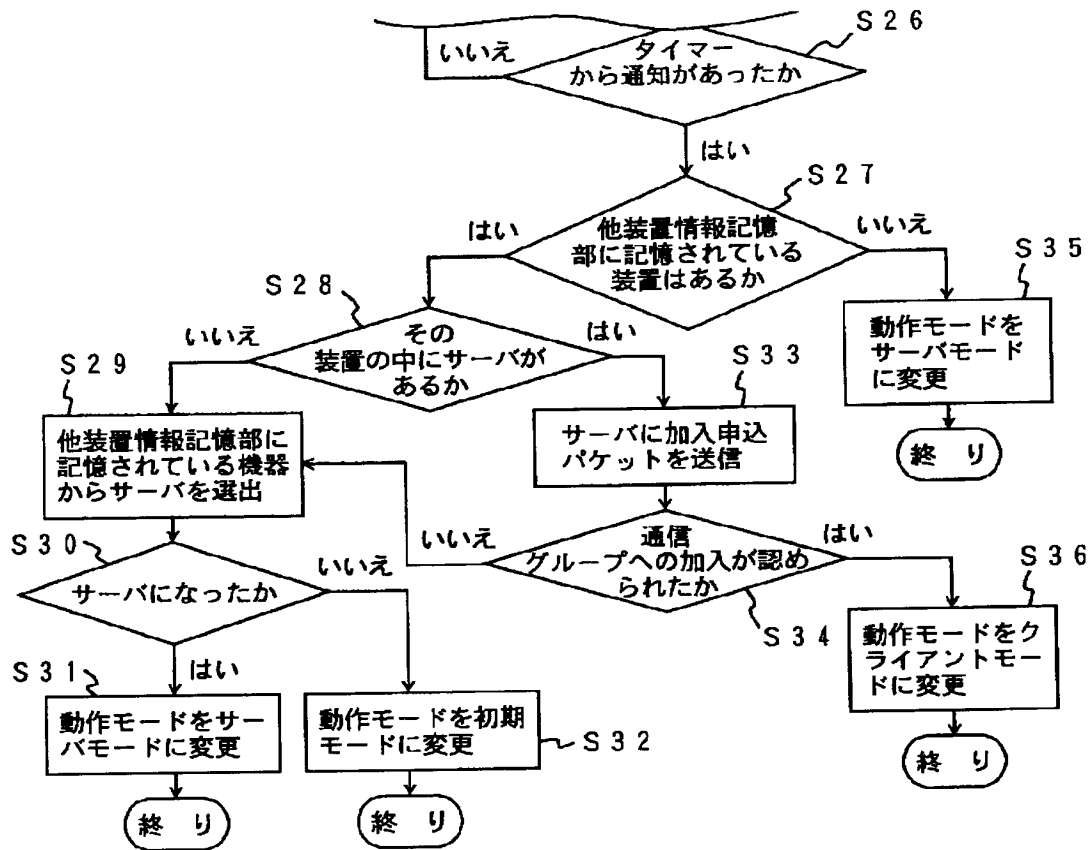 S26
いいえ
タイマー
から通知があったか
はい
S27
はい
いいえ
他装置情報記憶
部に記憶されている
装置はあるか
S35
S28
動作モードを
サーバモード
に変更
いいえ
その
装置の中にサーバが
あるか
はい
S33
S29
終り
他装置情報記憶部に
記憶されている機器
からサーバを選出
サーバに加入申込
パケットを送信
S30
いいえ
通信
グループへの加入が認め
られたか
はい
S36
サーバになったか
いいえ
S34
動作モードをク
ライアントモー
ドに変更
S31
はい
動作モードをサー
バモードに変更
動作モードを初期
モードに変更
S32
終り
終り
終り